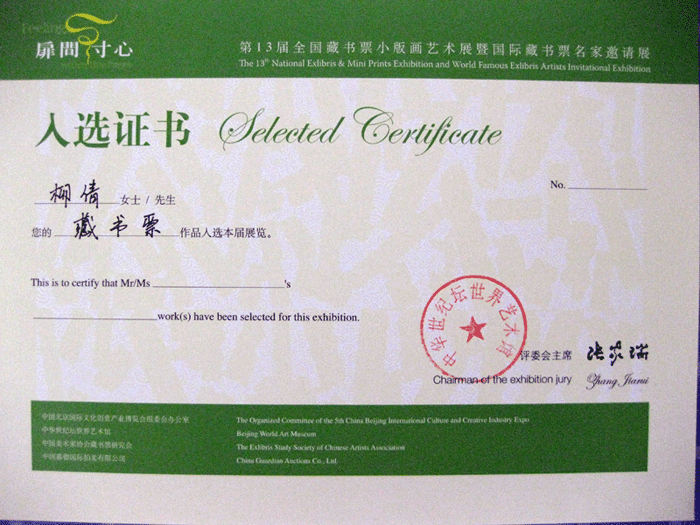 扉間寸心
第13届全国藏书票小版画艺术展暨国际藏书票名家邀请展
The 13th National Exlibris & Mini Prints Exhibition and World Famous Exlibris Artists Invitational Exhibition
入选证书 Selected Certificate
No.
柳倩 女士 / 先生
您的 藏书票 作品入选本届展览。
This is to certify that Mr/Ms 's
work(s) have been selected for this exhibition.
中华世纪坛世界艺术馆
评委会主席 张家瑞
Chairman of the exhibition jury Zhang Jiarui
中国北京国际文化创意产业博览会组委会办公室 The Organized Committee of the 5th China Beijing International Culture and Creative Industry Expo
中华世纪坛世界艺术馆 Beijing World Art Museum
中国美术家协会藏书票研究会 The Exlibris Study Society of Chinese Artists Association
中国嘉德国际拍卖有限公司 China Guardian Auctions Co., Ltd.